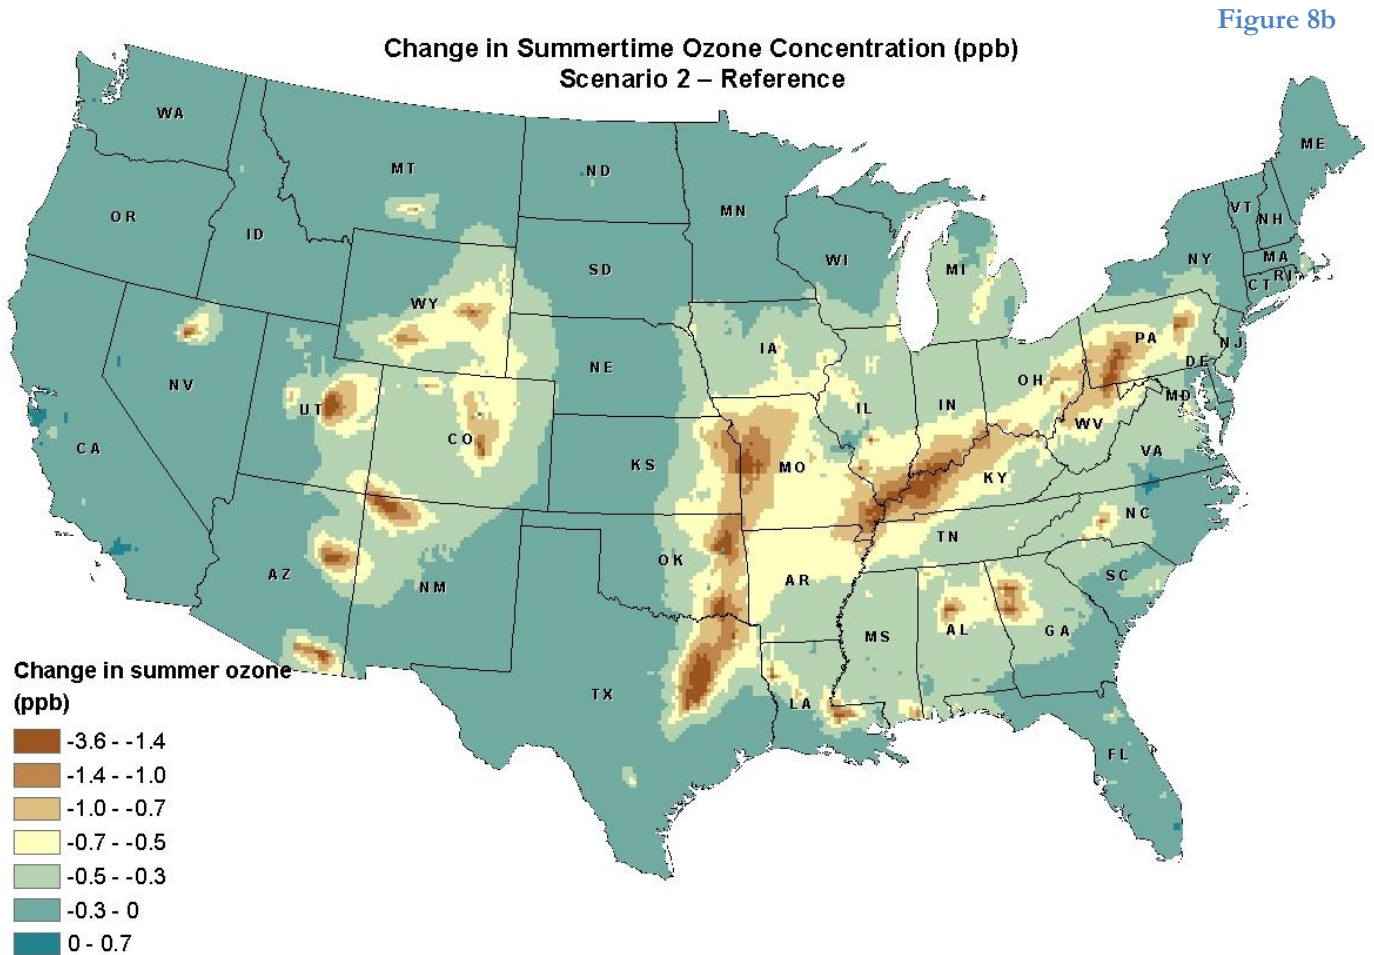 Figure 8b
Change in Summertime Ozone Concentration (ppb)
Scenario 2 – Reference
WA
MT
ND
MN
ME
OR
ID
SD
WI
MI
VT
NH
NY
MA
CT
RI
WY
NV
UT
CO
NE
IA
IL
IN
OH
PA
NJ
DE
MD
CA
KS
MO
KY
WV
VA
AZ
NM
OK
AR
TN
NC
SC
MS
AL
GA
TX
LA
FL
Change in summer ozone
(ppb)
-3.6 - -1.4
-1.4 - -1.0
-1.0 - -0.7
-0.7 - -0.5
-0.5 - -0.3
-0.3 - 0
0 - 0.7